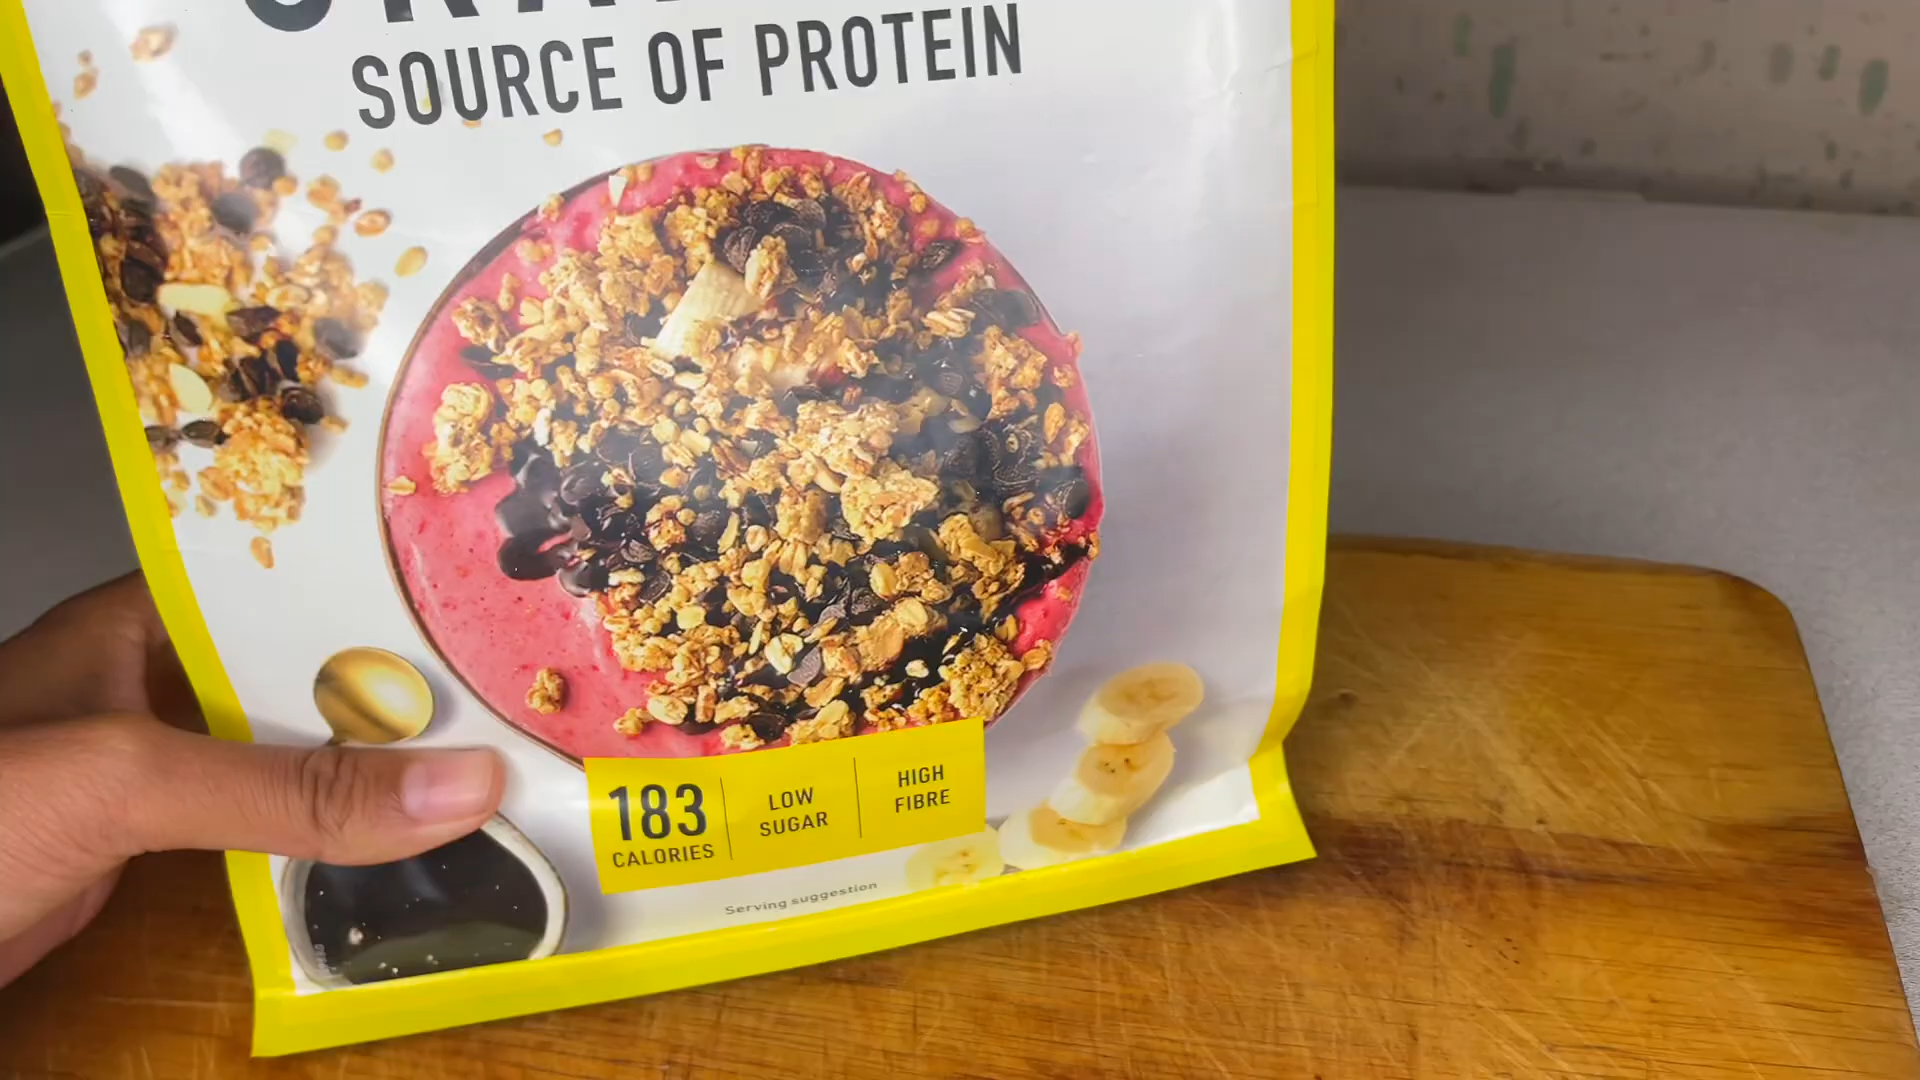 SOURCE OF PROTEIN
183
CALORIES
LOW
SUGAR
HIGH
FIBRE
Serving suggestion